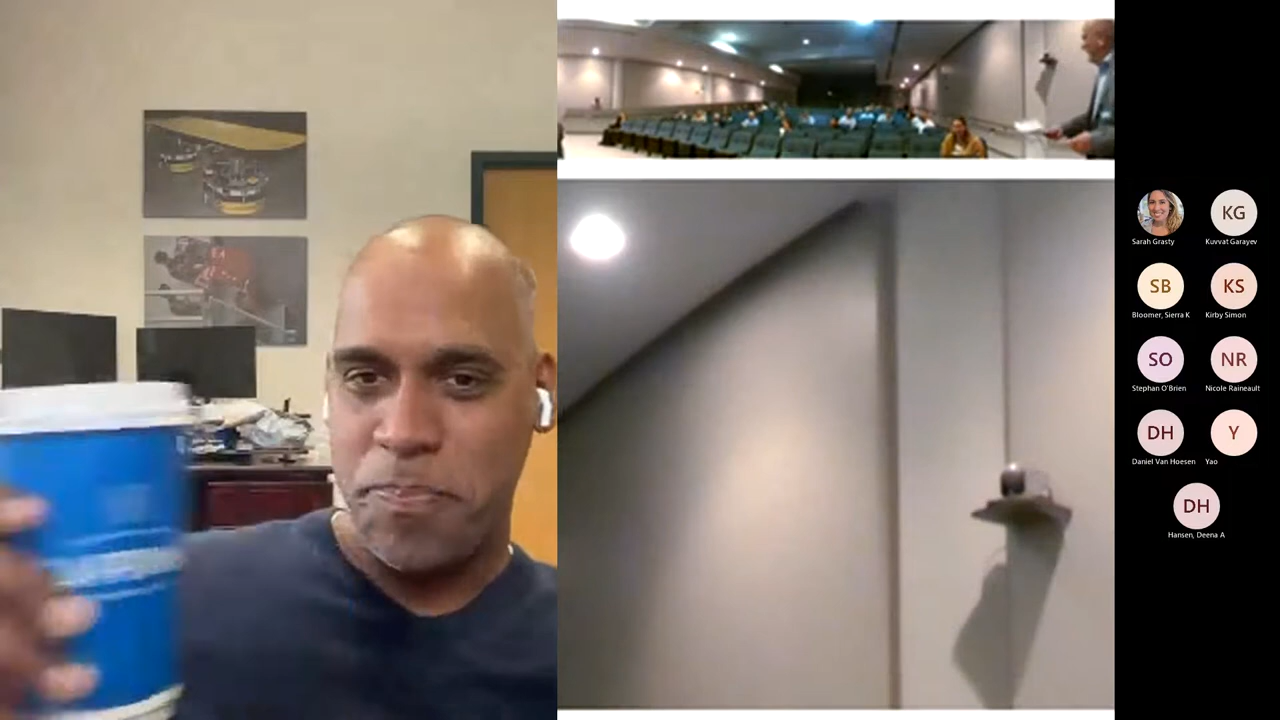 Sarah Grasty
KG
Kuvvat Garayev
SB
Bloomer, Sierra K
KS
Kirby Simon
SO
Stephan O'Brien
NR
Nicole Raineault
DH
Daniel Van Hoesen
Y
Yao
DH
Hansen, Deena A